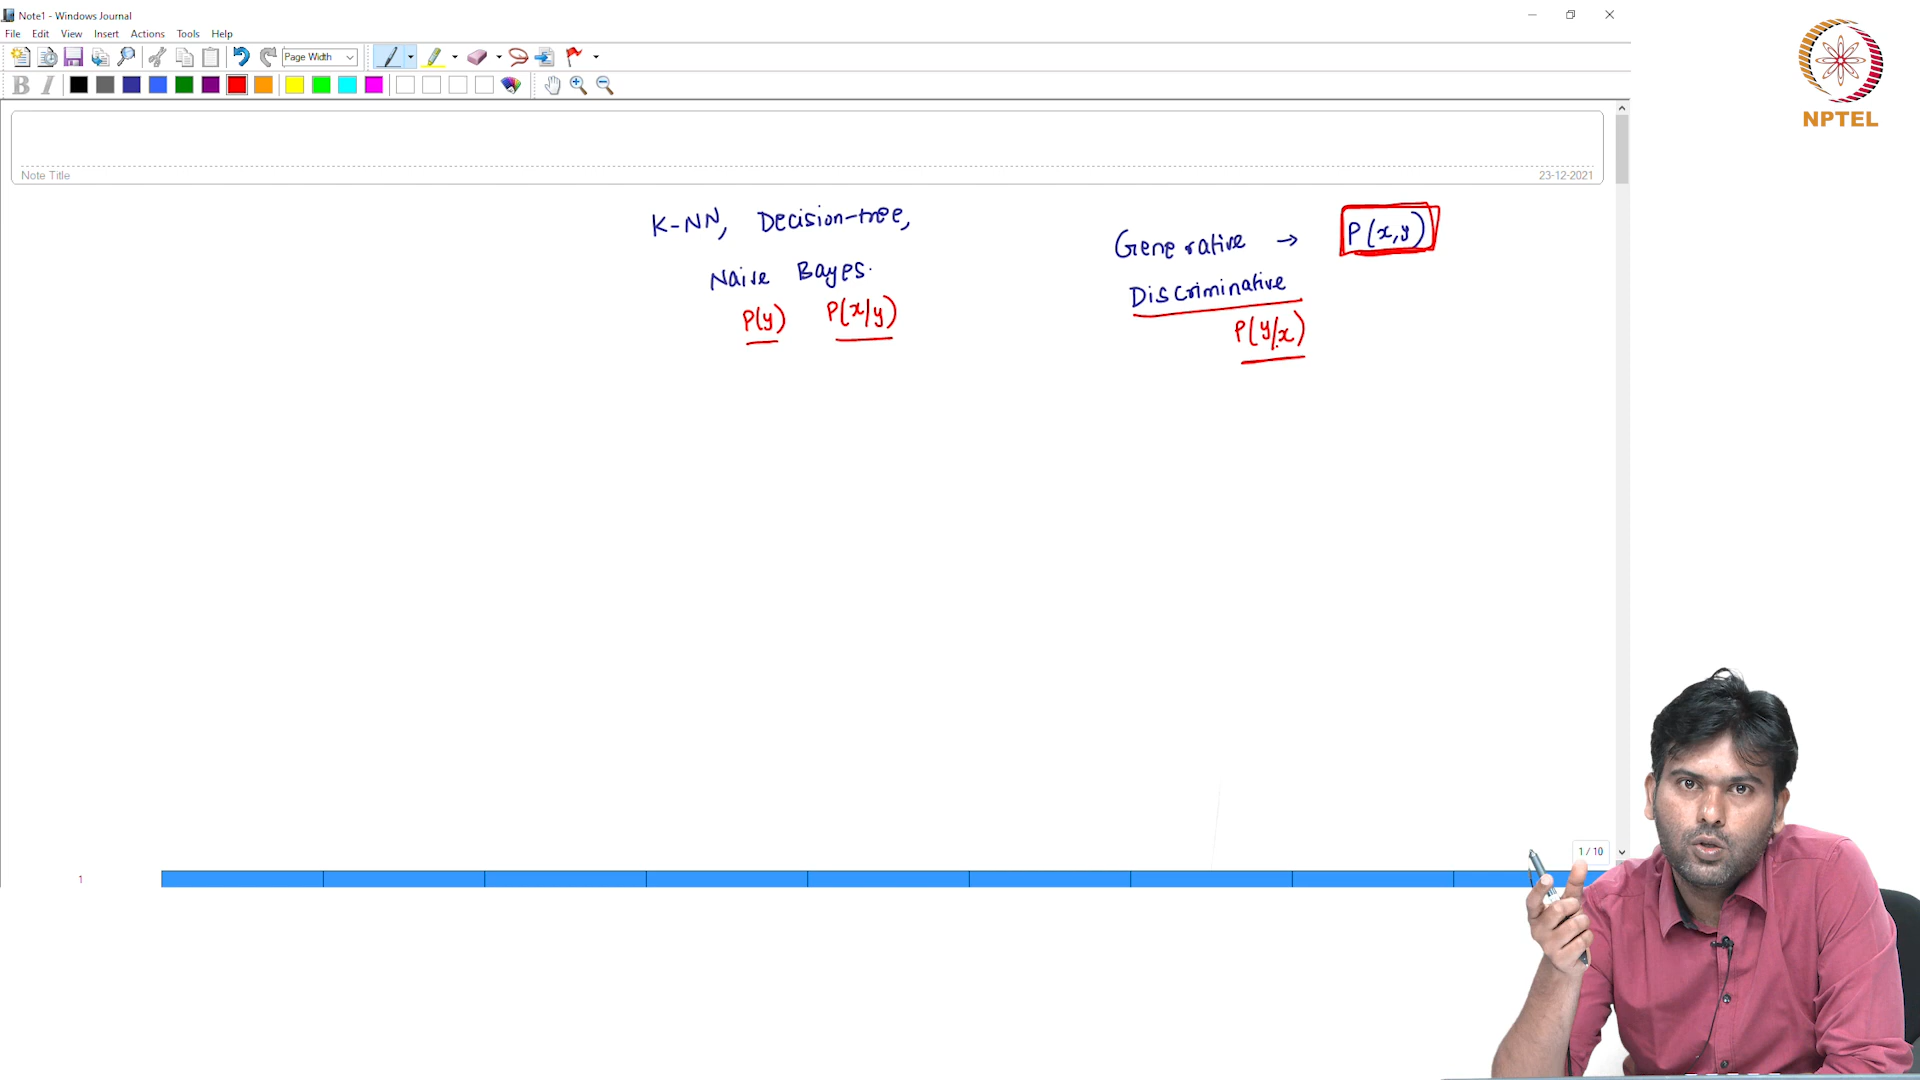 Note1 - Windows Journal
File Edit View Insert Actions Tools Help
Page Width
B I
NPTEL
Note Title
23-12-2021
K-NN, Decision-tree,
Naive Bayes.
P(y) P(x/y)
Generative → P(x,y)
Discriminative
P(y/x)
1 / 10
1